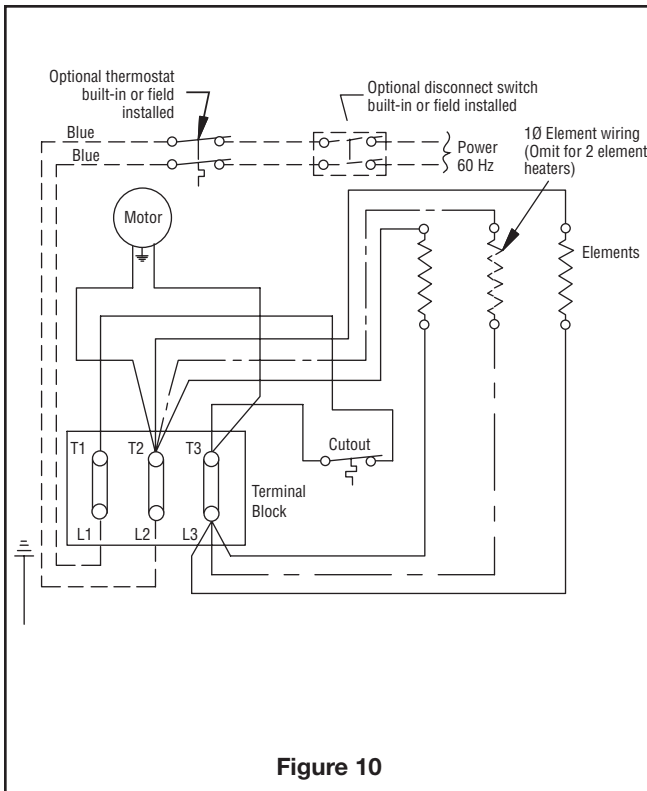 Optional thermostat
built-in or field
installed
Optional disconnect switch
built-in or field installed
1Ø Element wiring
(Omit for 2 element
heaters)
Blue
Blue
Power
60 Hz
Motor
Elements
Cutout
T1 T2 T3
Terminal
Block
L1 L2 L3
Figure 10